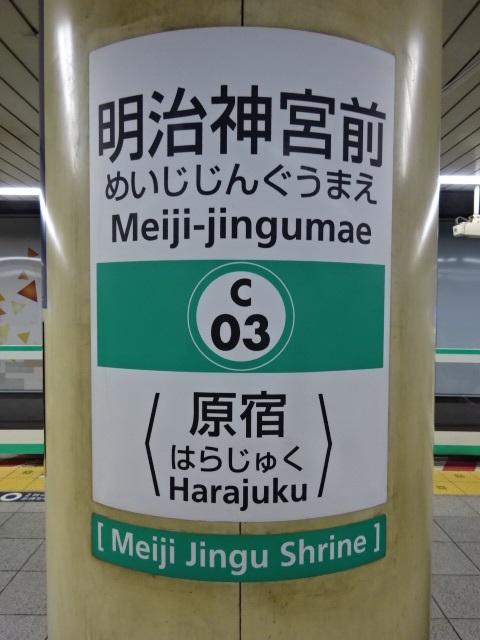 明治神宮前
めいじじんぐうまえ
Meiji-jingumae
C
03
〈原宿〉
はらじゅく
Harajuku
[ Meiji Jingu Shrine ]